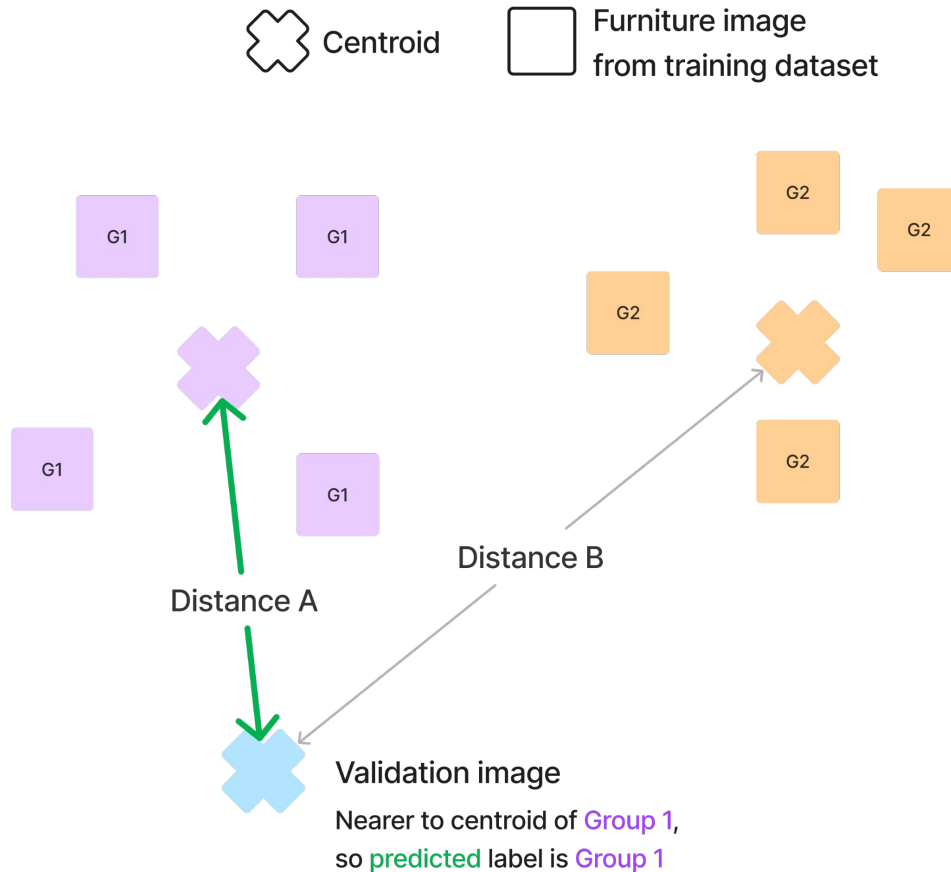 Centroid
Furniture image
from training dataset
G1
G1
G2
G2
G2
G1
G1
G2
Distance B
Distance A
Validation image
Nearer to centroid of Group 1,
so predicted label is Group 1